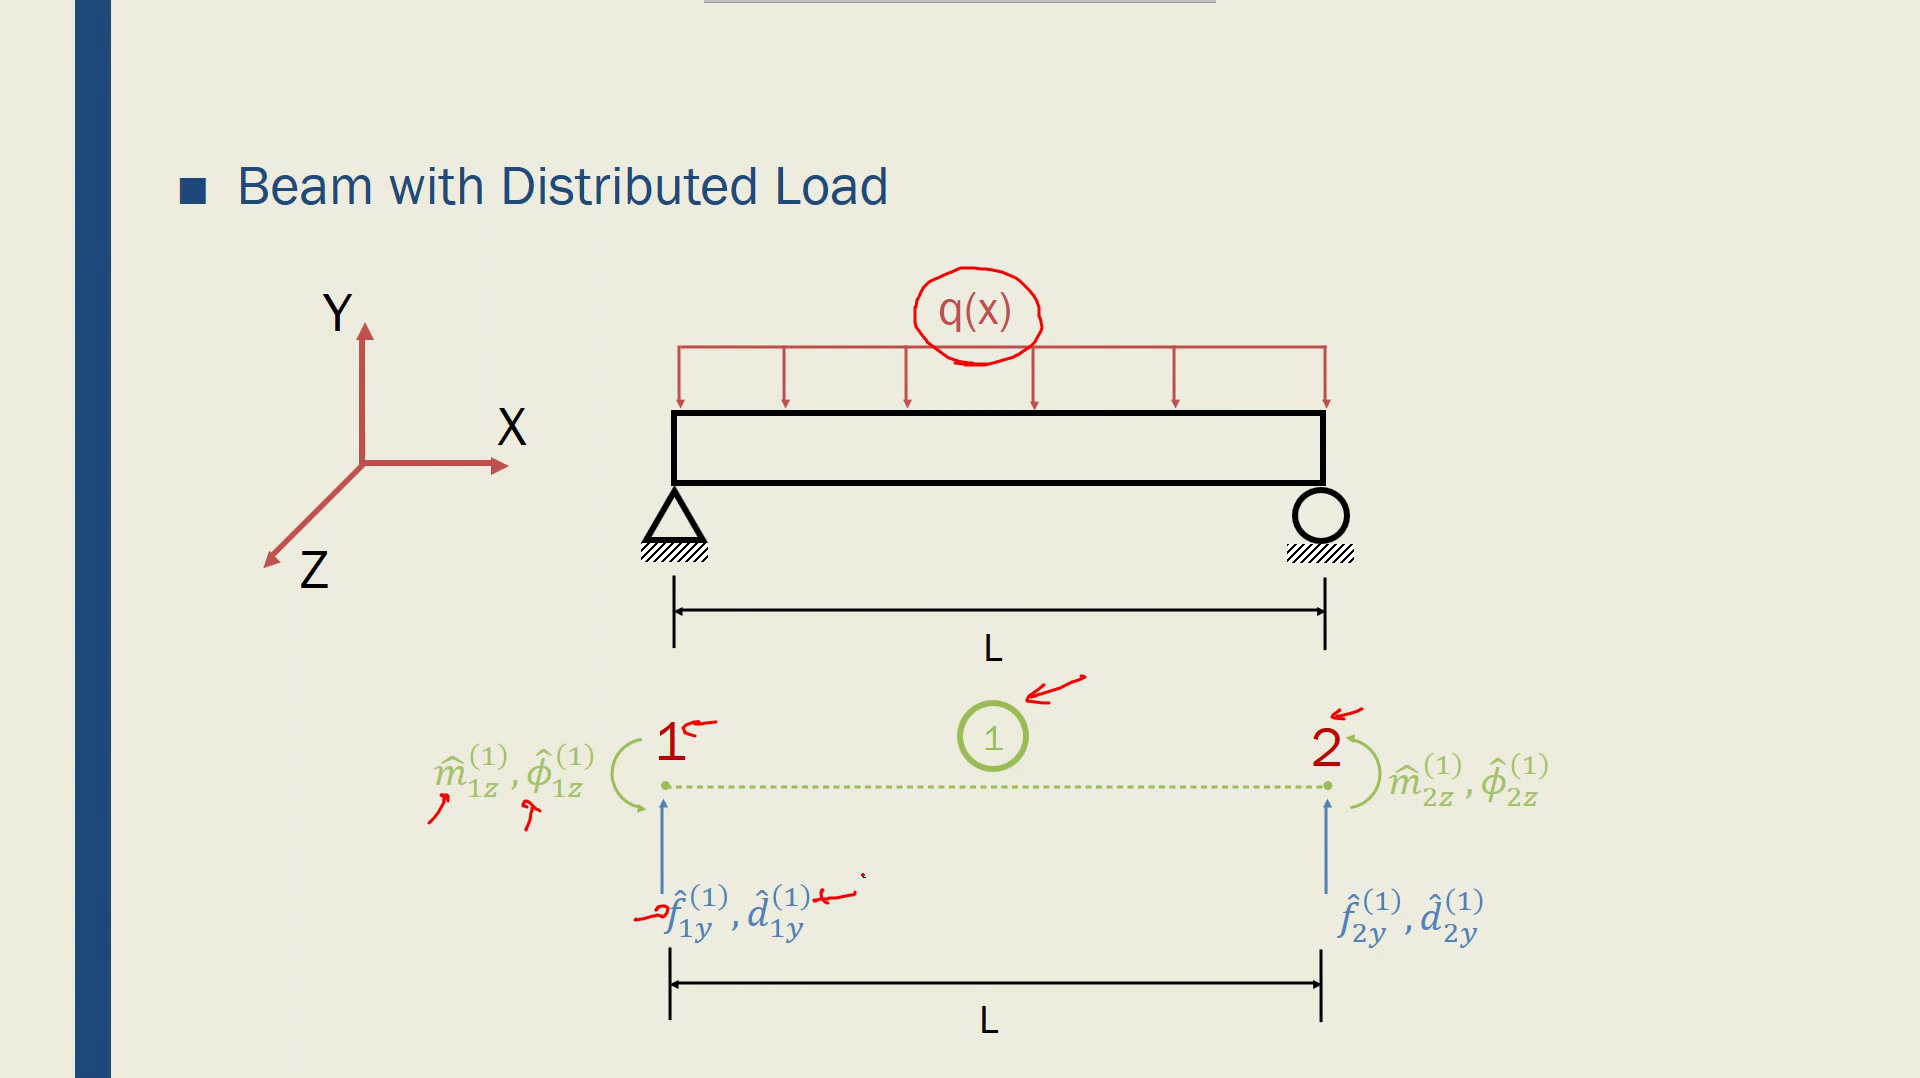 ■ Beam with Distributed Load
Y
q(x)
X
Z
L
1
1
2
m̂₁z⁽¹⁾, ϕ̂₁z⁽¹⁾
m̂₂z⁽¹⁾, ϕ̂₂z⁽¹⁾
f̂₁y⁽¹⁾, d̂₁y⁽¹⁾
f̂₂y⁽¹⁾, d̂₂y⁽¹⁾
L